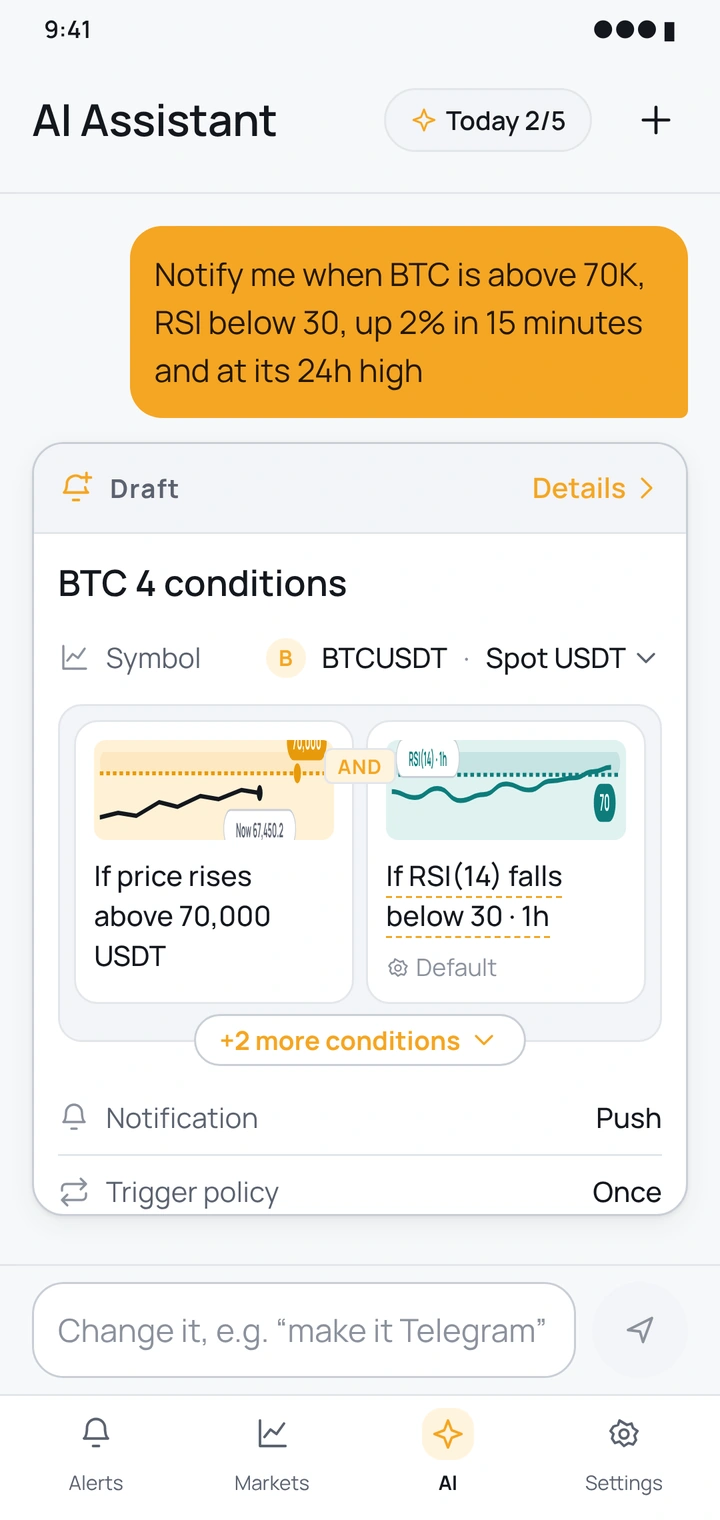 9:41
AI Assistant
Today 2/5
Notify me when BTC is above 70K,
RSI below 30, up 2% in 15 minutes
and at its 24h high
Draft
Details
BTC 4 conditions
Symbol
B
BTCUSDT · Spot USDT
70,000
Now 67,450.2
AND
RSI(14) · 1h
70
If price rises
above 70,000
USDT
If RSI(14) falls
below 30 · 1h
Default
+2 more conditions
Notification
Push
Trigger policy
Once
Change it, e.g. “make it Telegram”
Alerts
Markets
AI
Settings